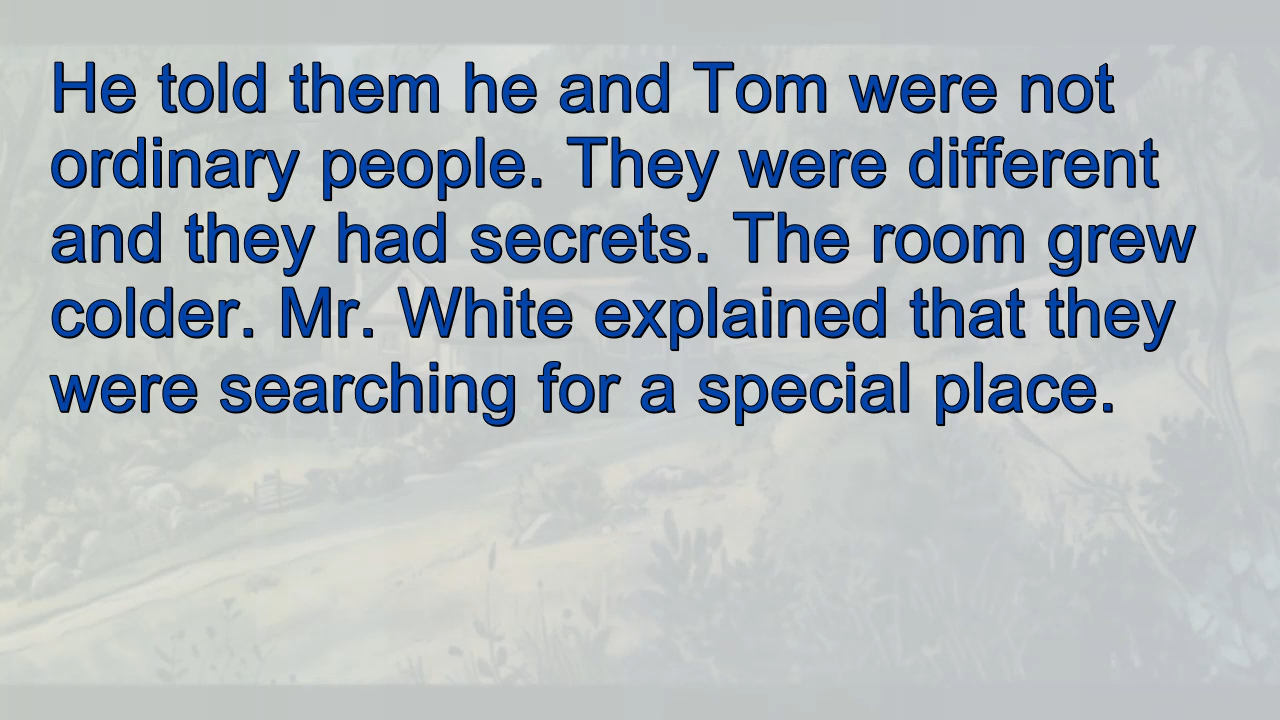 He told them he and Tom were not
ordinary people. They were different
and they had secrets. The room grew
colder. Mr. White explained that they
were searching for a special place.